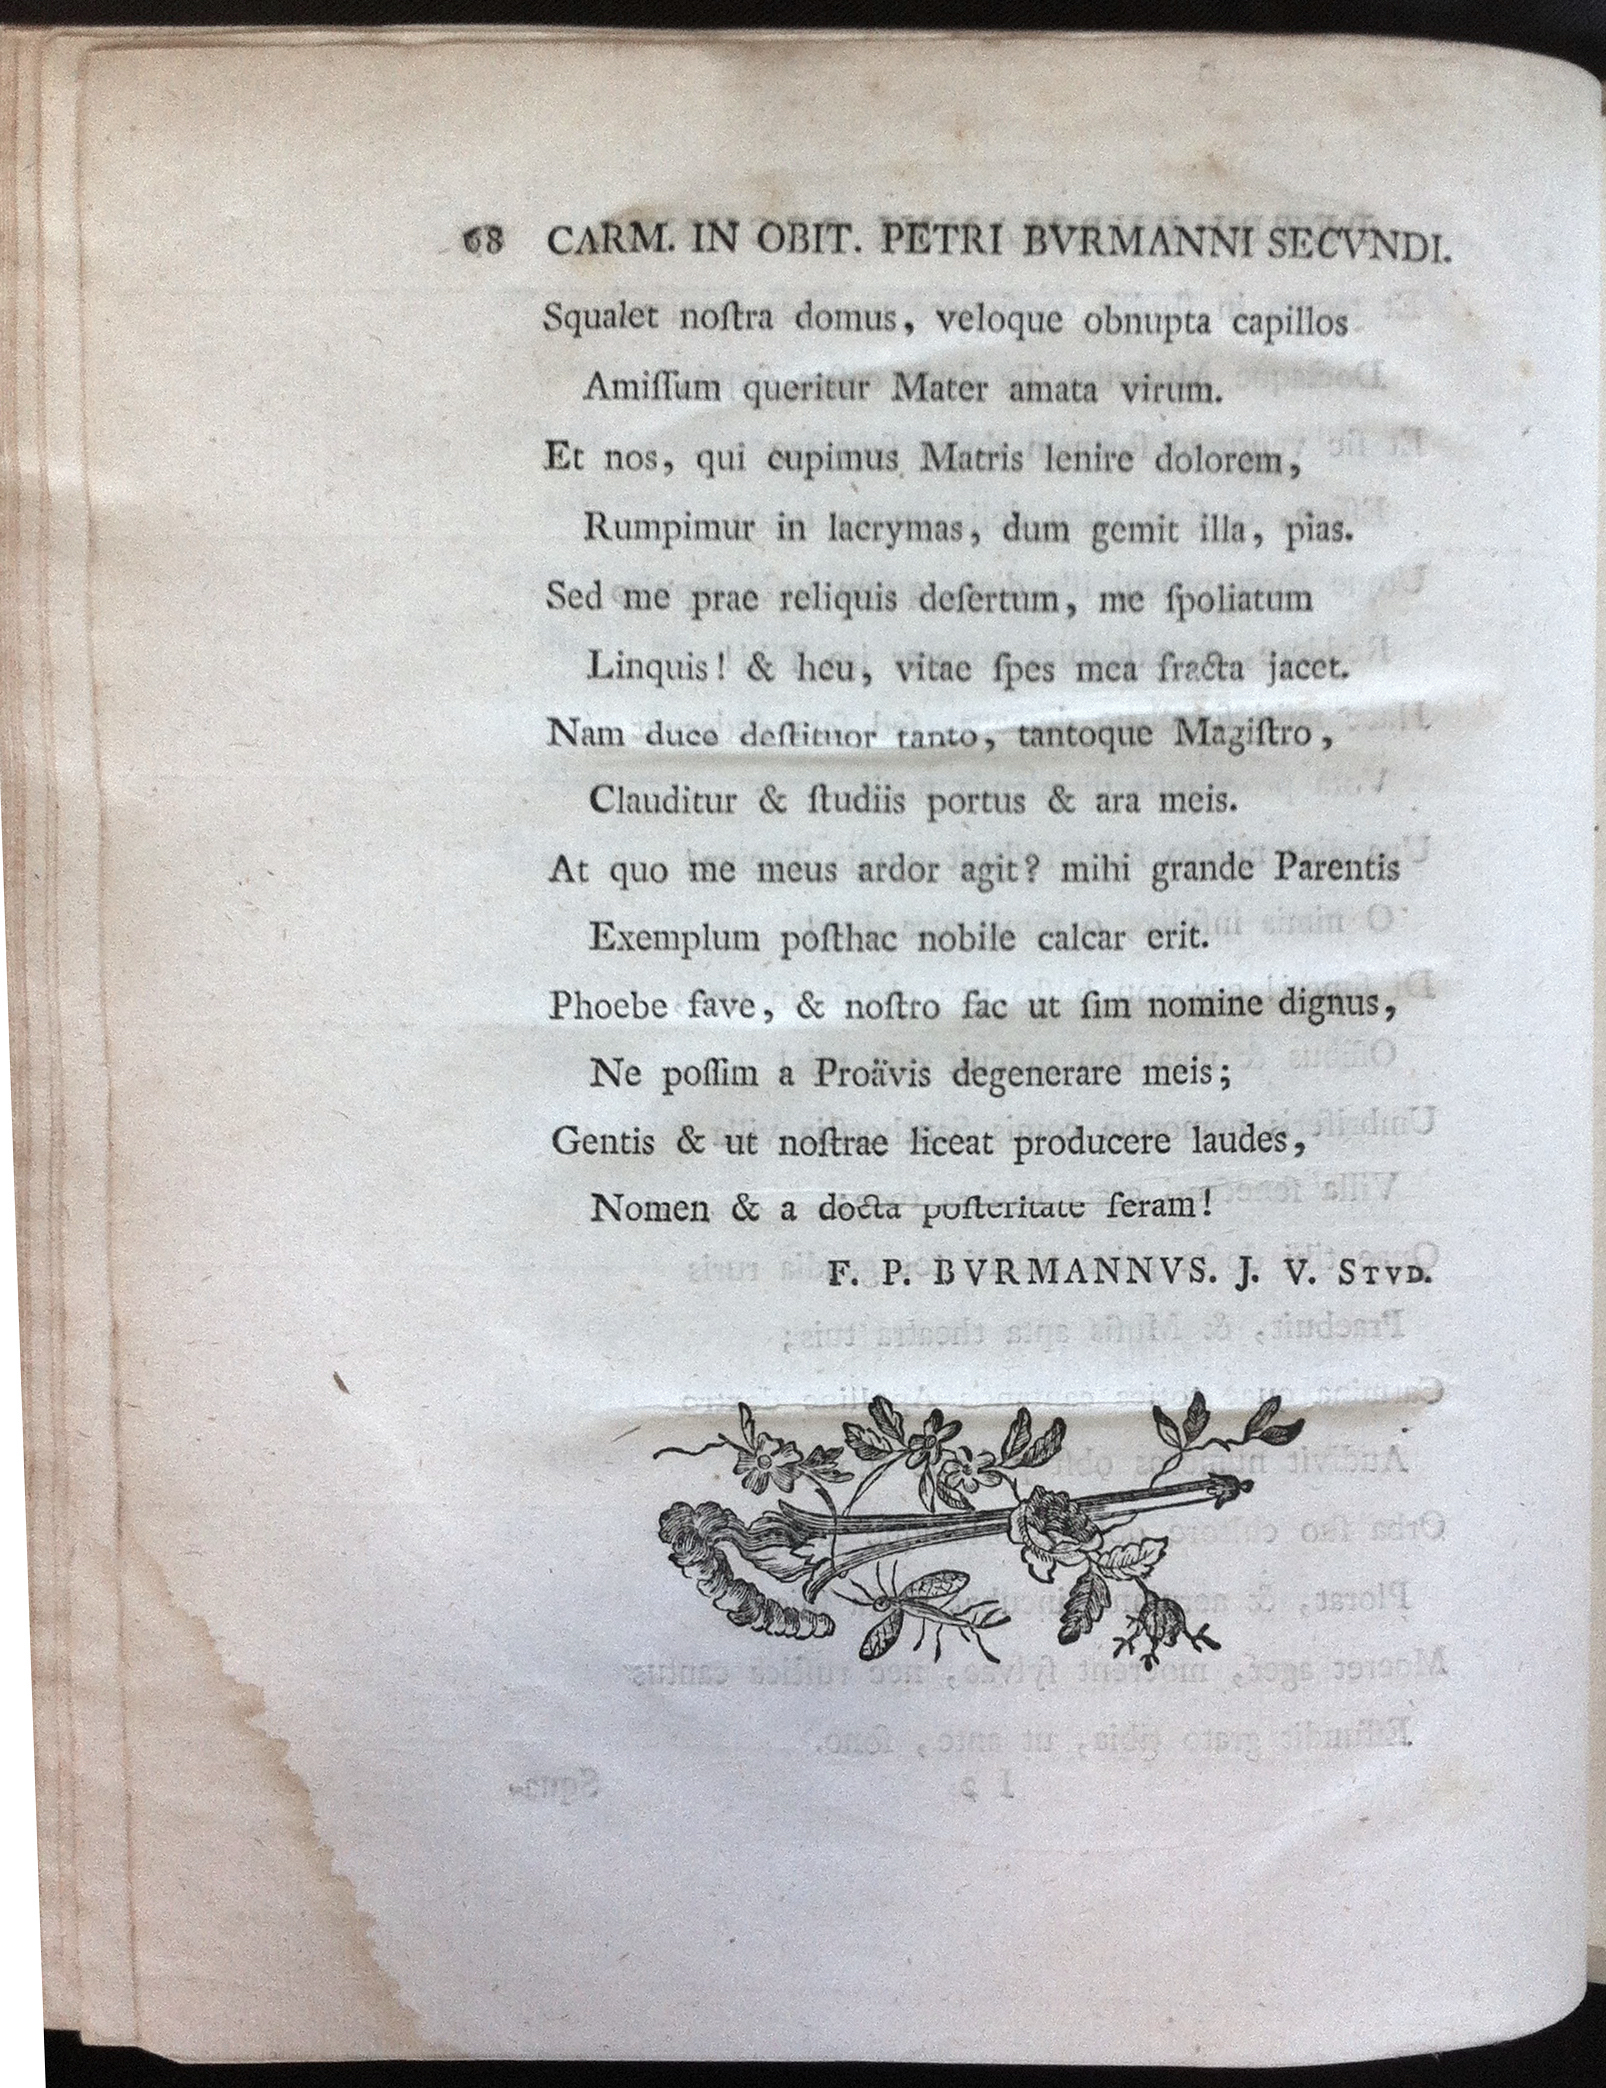 68 CARM. IN OBIT. PETRI BVRMANNI SECVNDI.
Squalet noſtra domus, veloque obnupta capillos
Amiſſum queritur Mater amata virum.
Et nos, qui cupimus Matris lenire dolorem,
Rumpimur in lacrymas, dum gemit illa, pias.
Sed me prae reliquis deſertum, me ſpoliatum
Linquis! & heu, vitae ſpes mea fracta jacet.
Nam duce deſtituor tanto, tantoque Magiſtro,
Clauditur & ſtudiis portus & ara meis.
At quo me meus ardor agit? mihi grande Parentis
Exemplum poſthac nobile calcar erit.
Phoebe fave, & noſtro fac ut ſim nomine dignus,
Ne poſſim a Proävis degenerare meis;
Gentis & ut noſtrae liceat producere laudes,
Nomen & a docta poſteritate feram!
F. P. BVRMANNVS. J. V. STVD.